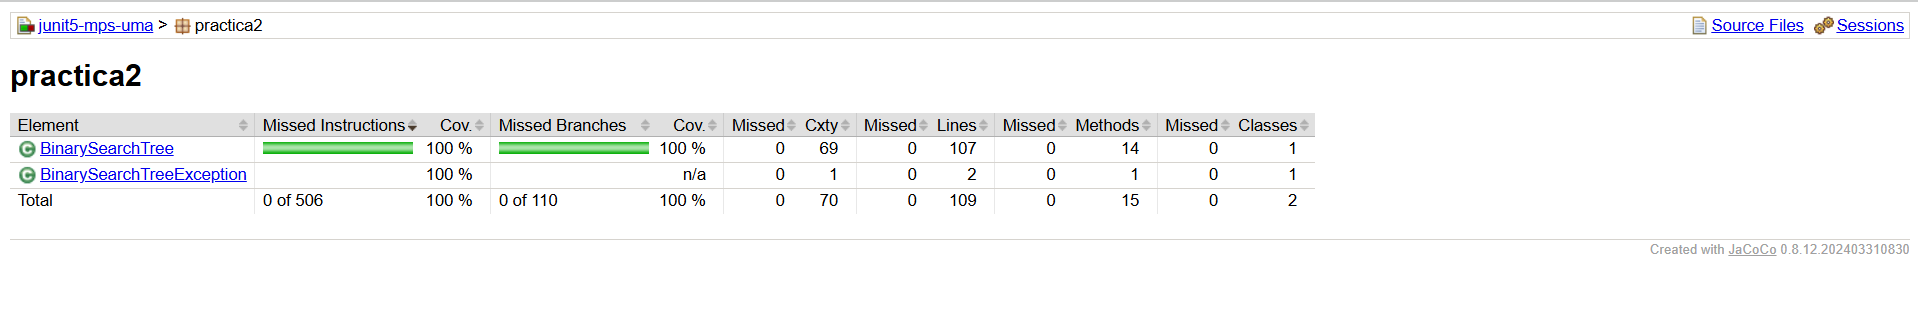 junit5-mps-uma > practica2 Source Files Sessions
practica2
Element Missed Instructions Cov. Missed Branches Cov. Missed Cxty Missed Lines Missed Methods Missed Classes
BinarySearchTree 100 % 100 % 0 69 0 107 0 14 0 1
BinarySearchTreeException 100 % n/a 0 1 0 2 0 1 0 1
Total 0 of 506 100 % 0 of 110 100 % 0 70 0 109 0 15 0 2
Created with JaCoCo 0.8.12.202403310830